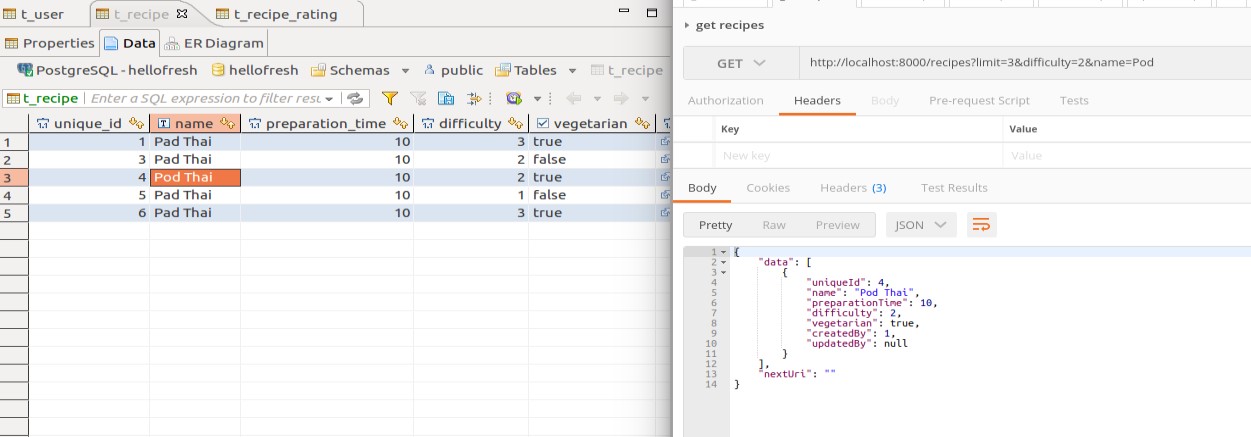 t_user t_recipe t_recipe_rating
Properties Data ER Diagram
PostgreSQL - hellofresh hellofresh Schemas public Tables t_recipe
t_recipe Enter a SQL expression to filter resu
unique_id name preparation_time difficulty vegetarian
1 1 Pad Thai 10 3 true
2 3 Pad Thai 10 2 false
3 4 Pod Thai 10 2 true
4 5 Pad Thai 10 1 false
5 6 Pad Thai 10 3 true
get recipes
GET http://localhost:8000/recipes?limit=3&difficulty=2&name=Pod
Authorization Headers Body Pre-request Script Tests
Key Value
New key Value
Body Cookies Headers (3) Test Results
Pretty Raw Preview JSON
1 {
2 "data": [
3 {
4 "uniqueId": 4,
5 "name": "Pod Thai",
6 "preparationTime": 10,
7 "difficulty": 2,
8 "vegetarian": true,
9 "createdBy": 1,
10 "updatedBy": null
11 }
12 ],
13 "nextUri": ""
14 }